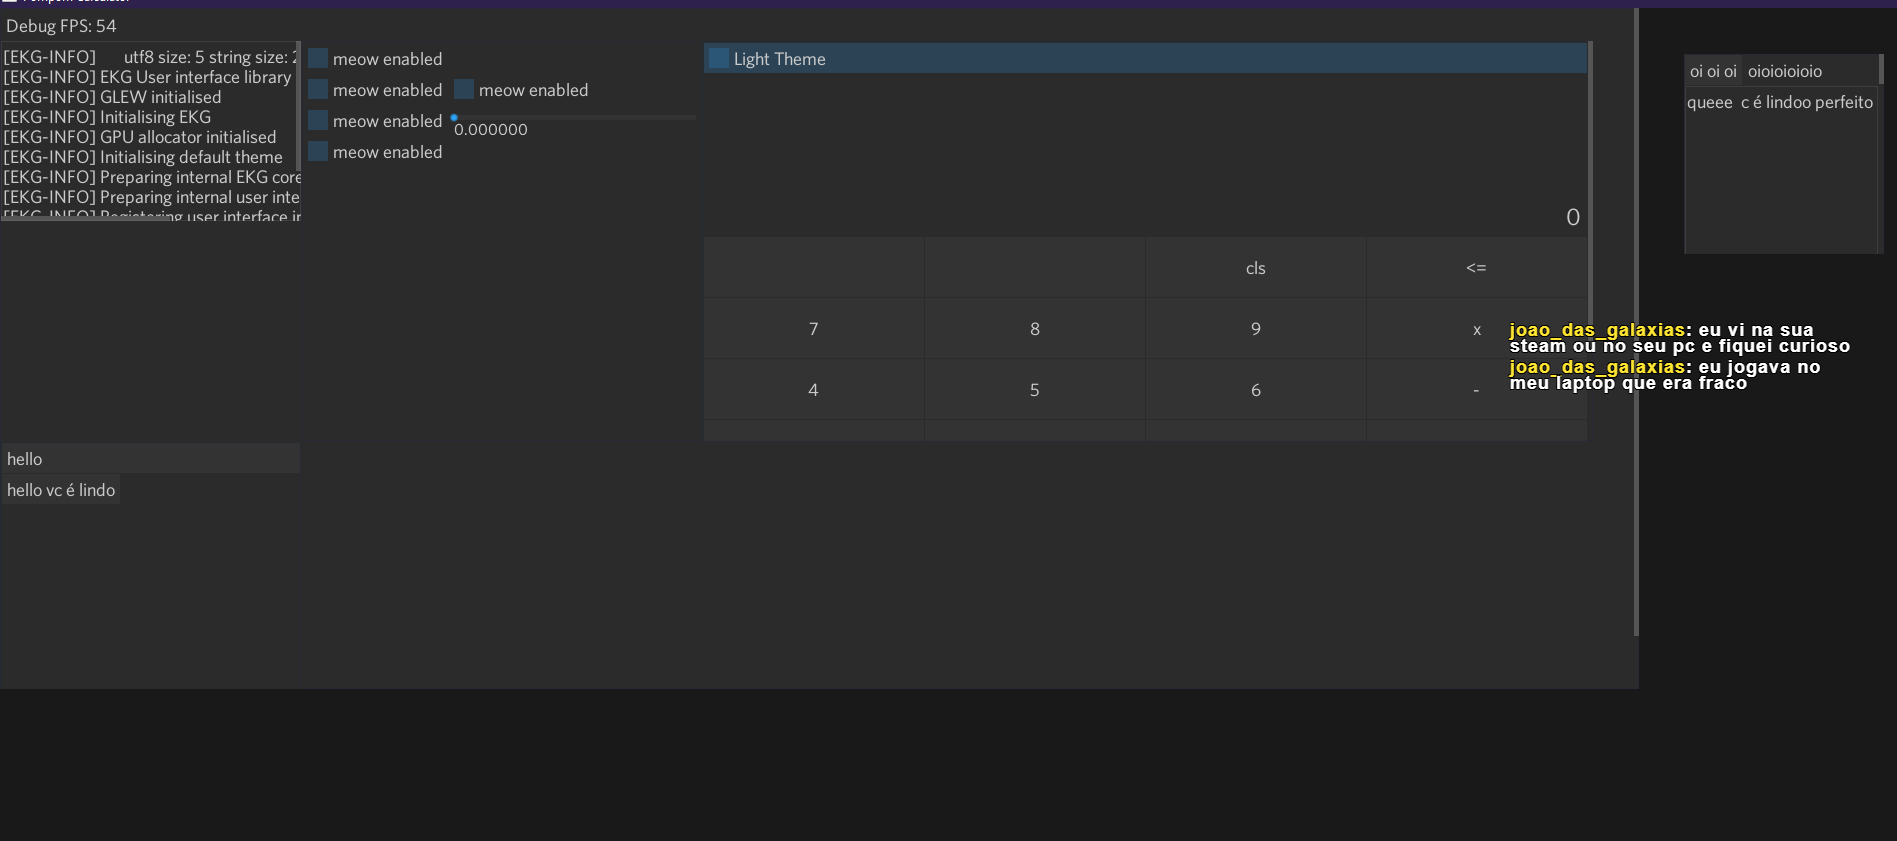 Debug FPS: 54
[EKG-INFO] utf8 size: 5 string size: 2
[EKG-INFO] EKG User interface library
[EKG-INFO] GLEW initialised
[EKG-INFO] Initialising EKG
[EKG-INFO] GPU allocator initialised
[EKG-INFO] Initialising default theme
[EKG-INFO] Preparing internal EKG core
[EKG-INFO] Preparing internal user inte
[EKG-INFO] Registering user interface i
hello
hello vc é lindo
meow enabled
meow enabled meow enabled
meow enabled
0.000000
meow enabled
Light Theme
0
cls <=
7 8 9 x
4 5 6 -
oi oi oi oioioioioio
queee c é lindoo perfeito
joao_das_galaxias: eu vi na sua
steam ou no seu pc e fiquei curioso
joao_das_galaxias: eu jogava no
meu laptop que era fraco